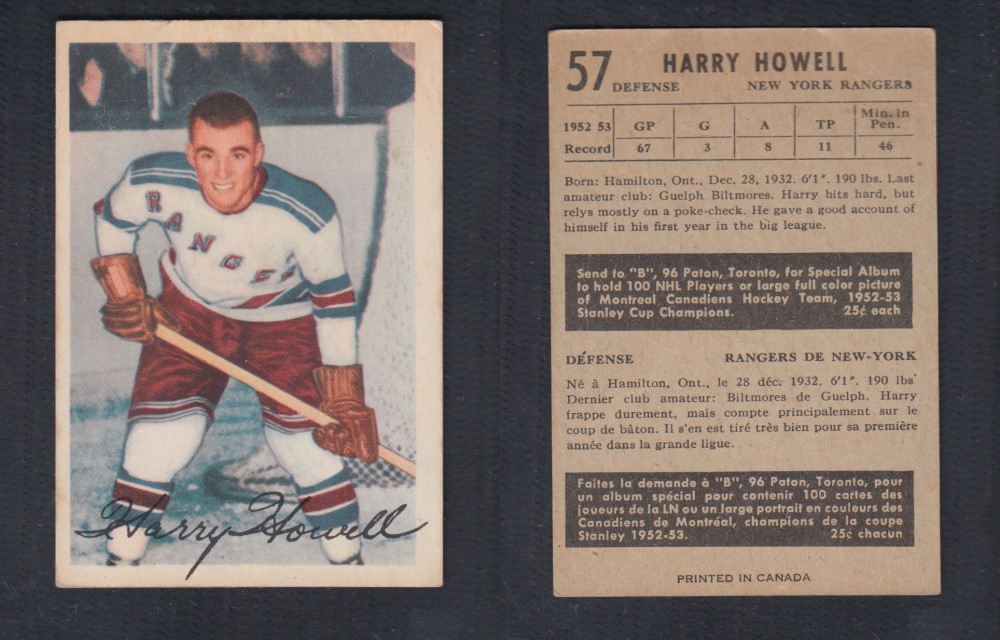 RANGE
Harry Howell
57 HARRY HOWELL
DEFENSE NEW YORK RANGERS
1952 53 Record GP G A TP Min. in Pen.
67 3 8 11 46
Born: Hamilton, Ont., Dec. 28, 1932. 6'1". 190 lbs. Last
amateur club: Guelph Biltmores. Harry hits hard, but
relys mostly on a poke-check. He gave a good account of
himself in his first year in the big league.
Send to "B", 96 Paton, Toronto, for Special Album
to hold 100 NHL Players or large full color picture
of Montreal Canadiens Hockey Team, 1952-53
Stanley Cup Champions. 25¢ each
DÉFENSE RANGERS DE NEW-YORK
Né à Hamilton, Ont., le 28 déc. 1932. 6'1". 190 lbs
Dernier club amateur: Biltmores de Guelph. Harry
frappe durement, mais compte principalement sur le
coup de bâton. Il s'en est tiré très bien pour sa première
année dans la grande ligue.
Faites la demande à "B", 96 Paton, Toronto, pour
un album spécial pour contenir 100 cartes des
joueurs de la LN ou un large portrait en couleurs des
Canadiens de Montréal, champions de la coupe
Stanley 1952-53. 25¢ chacun
PRINTED IN CANADA